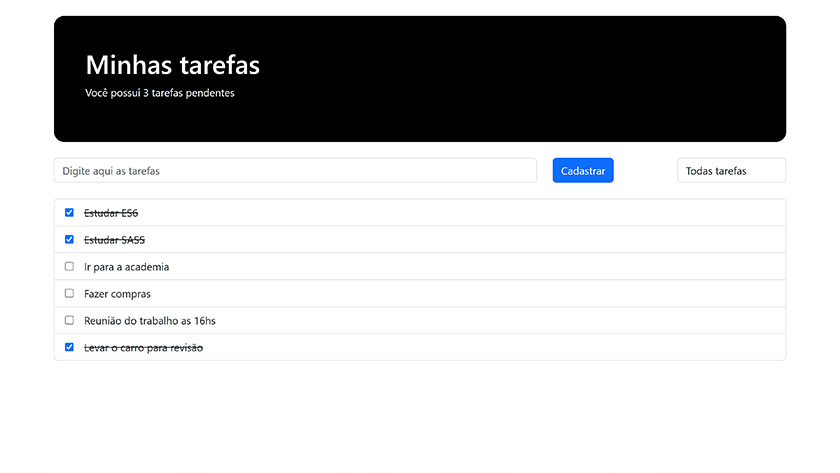 Minhas tarefas
Você possui 3 tarefas pendentes
Digite aqui as tarefas
Cadastrar
Todas tarefas
Estudar ES6
Estudar SASS
Ir para a academia
Fazer compras
Reunião do trabalho as 16hs
Levar o carro para revisão